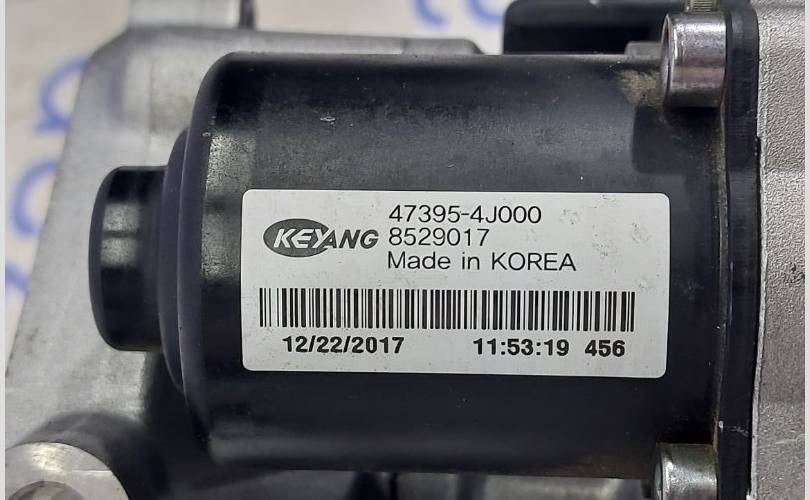 47395-4J000
KEYANG 8529017
Made in KOREA
12/22/2017 11:53:19 456